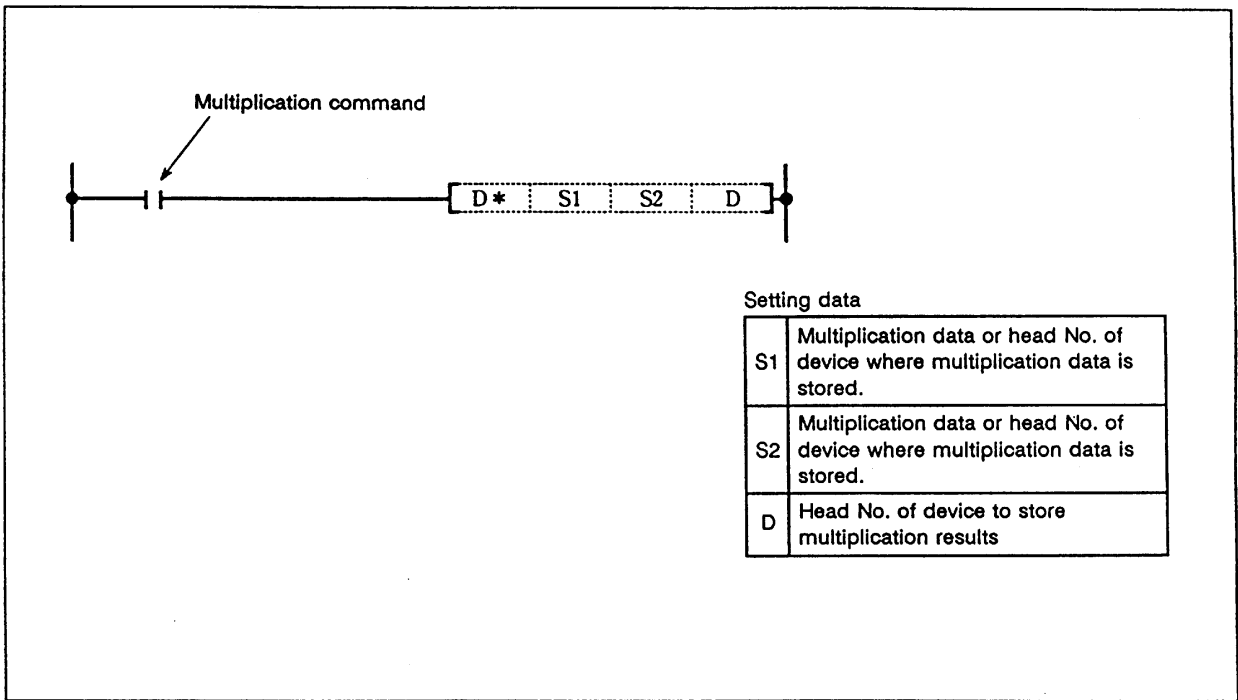 Multiplication command
D* S1 S2 D
Setting data
S1 Multiplication data or head No. of
device where multiplication data is
stored.
S2 Multiplication data or head No. of
device where multiplication data is
stored.
D Head No. of device to store
multiplication results